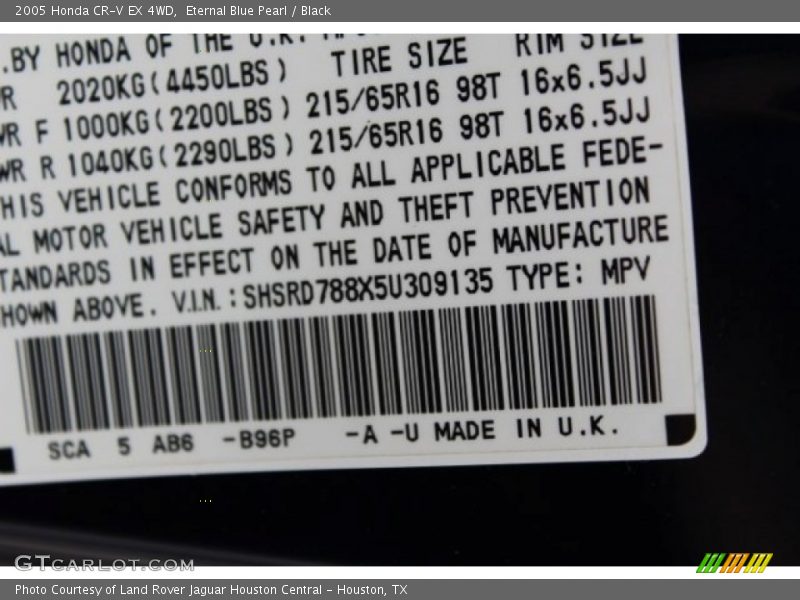 2005 Honda CR-V EX 4WD, Eternal Blue Pearl / Black
.BY HONDA OF THE U.K.
TIRE SIZE RIM SIZE
2020KG(4450LBS)
F 1000KG(2200LBS) 215/65R16 98T 16x6.5JJ
WR R 1040KG(2290LBS) 215/65R16 98T 16x6.5JJ
HIS VEHICLE CONFORMS TO ALL APPLICABLE FEDE-
AL MOTOR VEHICLE SAFETY AND THEFT PREVENTION
TANDARDS IN EFFECT ON THE DATE OF MANUFACTURE
HOWN ABOVE. V.I.N.:SHSRD788X5U309135 TYPE: MPV
SCA 5 AB6 -B96P -A -U MADE IN U.K.
GTCARLOT.COM
Photo Courtesy of Land Rover Jaguar Houston Central - Houston, TX